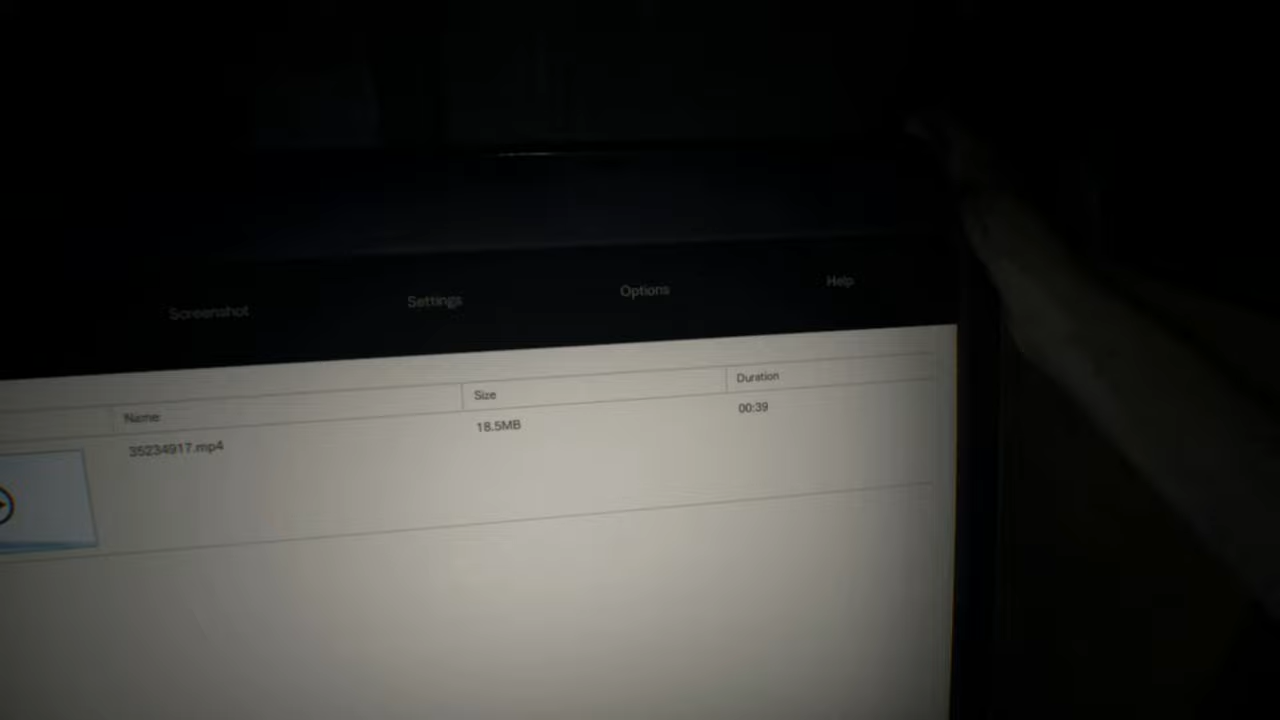 Screenshot Settings Options Help
Name Size Duration
35234917.mp4 18.5MB 00:39